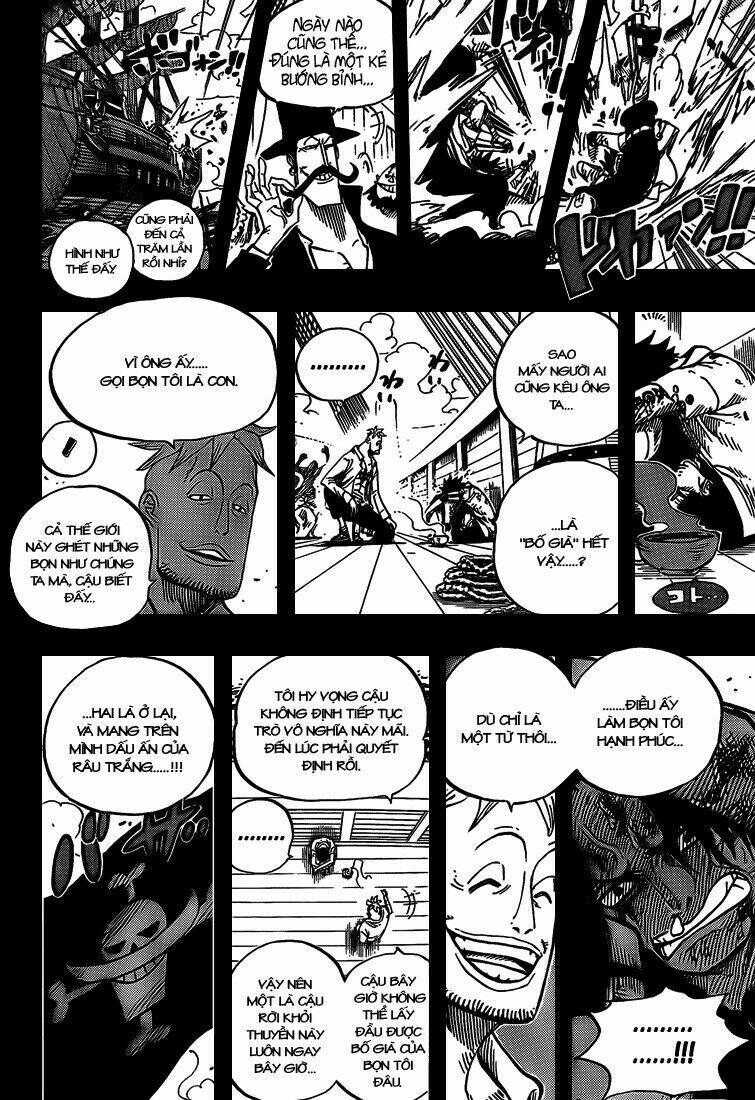 NGÀY NÀO
CŨNG THẾ...
ĐÚNG LÀ MỘT KẺ
BƯỚNG BỈNH...
CŨNG PHẢI
ĐẾN CẢ
TRĂM LẦN
RỒI NHỈ?
HÌNH NHƯ
THẾ ĐẤY
ドカァン!!
SAO
MẤY NGƯỜI AI
CŨNG KÊU ÔNG
TA...
...LÀ
"BỐ GIÀ" HẾT
VẬY.....?
コト...
..........
VÌ ÔNG ẤY.....
GỌI BỌN TÔI LÀ CON.
CẢ THẾ GIỚI
NÀY GHÉT NHỮNG
BỌN NHƯ CHÚNG
TA MÀ, CẬU BIẾT
ĐẤY...
.......ĐIỀU ẤY
LÀM BỌN TÔI
HẠNH PHÚC...
DÙ CHỈ LÀ
MỘT TỪ THÔI...
..........
.........!!!
TÔI HY VỌNG CẬU
KHÔNG ĐỊNH TIẾP TỤC
TRÒ VÔ NGHĨA NÀY MÃI.
ĐẾN LÚC PHẢI QUYẾT
ĐỊNH RỒI.
..........
CẬU BÂY
GIỜ KHÔNG
THỂ LẤY
ĐẦU ĐƯỢC
BỐ GIÀ CỦA
BỌN TÔI
ĐÂU.
VẬY NÊN
MỘT LÀ CẬU
RỜI KHỎI
THUYỀN NÀY
LUÔN NGAY
BÂY GIỜ...
...HAI LÀ Ở LẠI,
VÀ MANG TRÊN
MÌNH DẤU ẤN CỦA
RÂU TRẮNG.....!!!